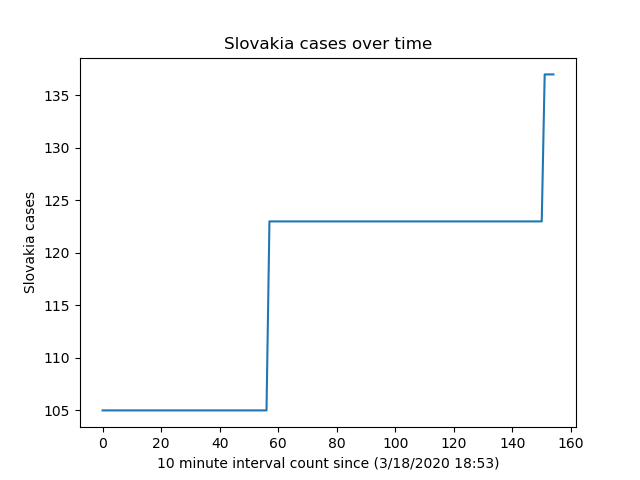 Slovakia cases over time
135
130
125
120
115
110
105
Slovakia cases
0 20 40 60 80 100 120 140 160
10 minute interval count since (3/18/2020 18:53)